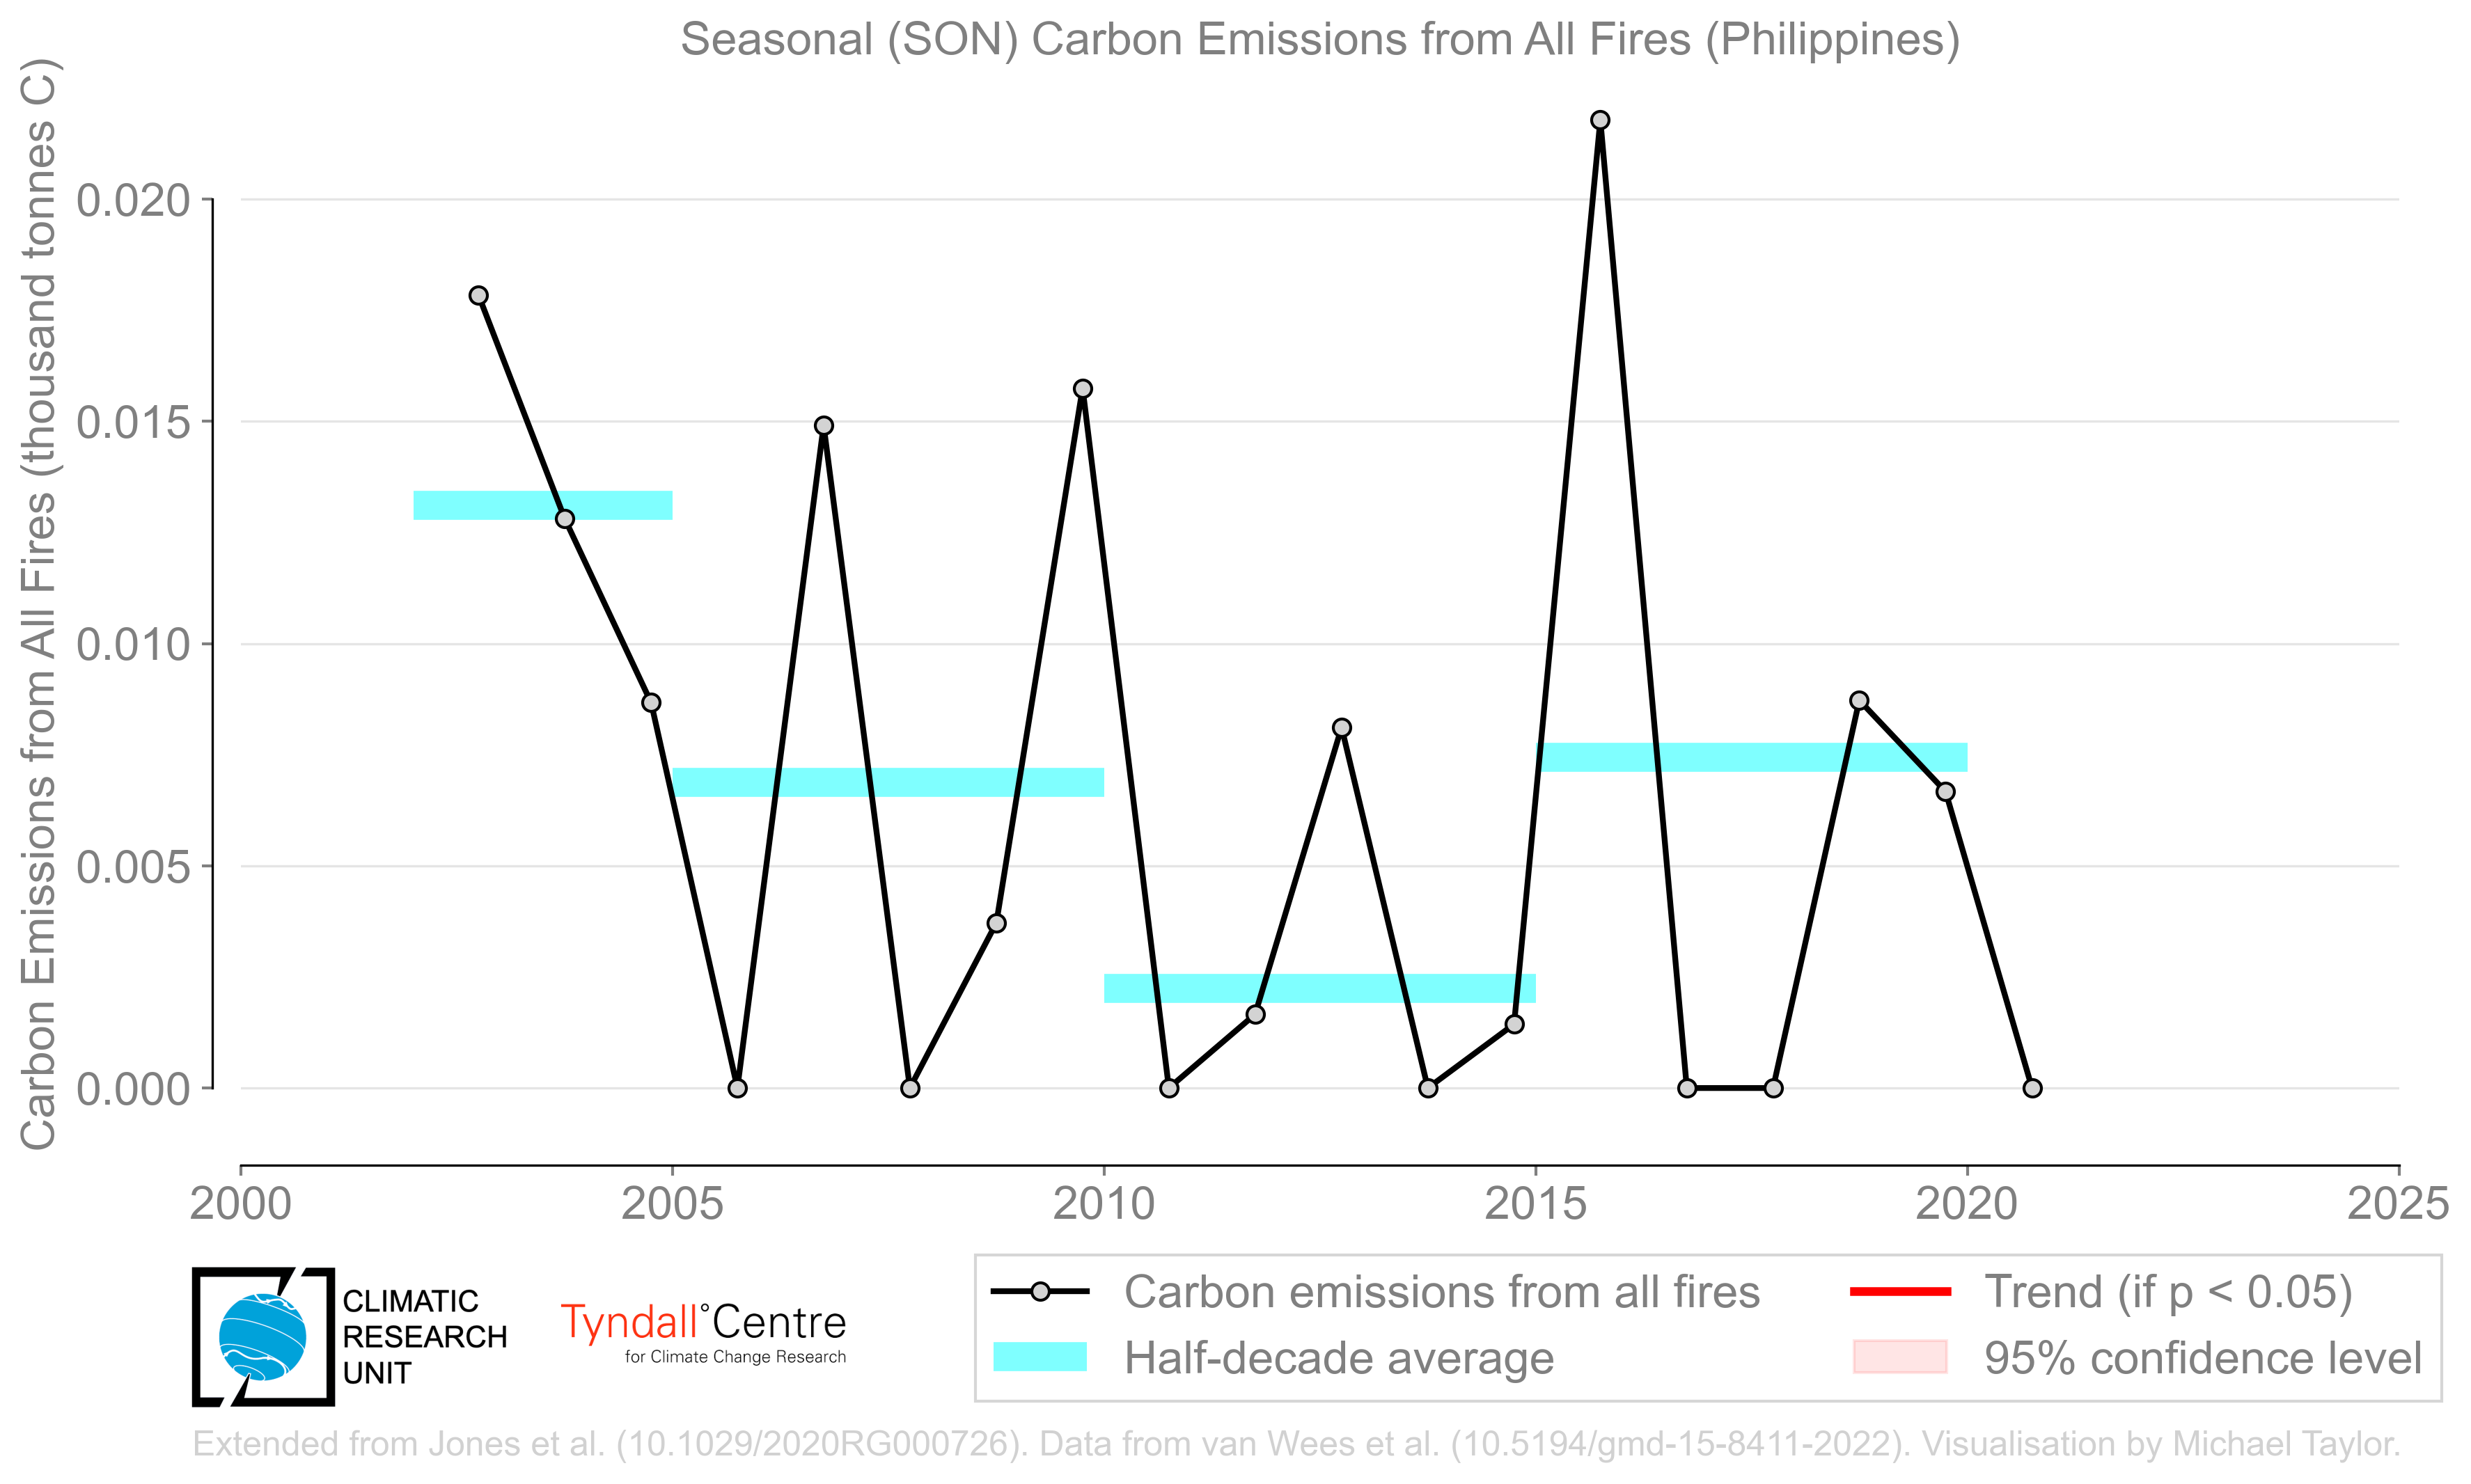 Seasonal (SON) Carbon Emissions from All Fires (Philippines)
Carbon Emissions from All Fires (thousand tonnes C)
0.020
0.015
0.010
0.005
0.000
2000 2005 2010 2015 2020 2025
CLIMATIC
RESEARCH
UNIT
Tyndall°Centre
for Climate Change Research
Carbon emissions from all fires
Half-decade average
Trend (if p < 0.05)
95% confidence level
Extended from Jones et al. (10.1029/2020RG000726). Data from van Wees et al. (10.5194/gmd-15-8411-2022). Visualisation by Michael Taylor.